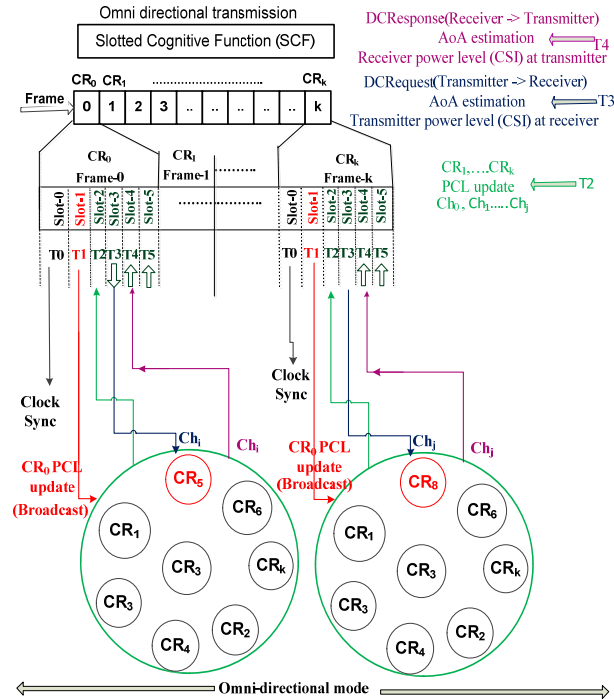 Omni directional transmission
Slotted Cognitive Function (SCF)
DCResponse(Receiver -> Transmitter)
AoA estimation
T4
Receiver power level (CSI) at transmitter
CR0 CR1 ............................ CRk
Frame
0 1 2 3 .. .. .. .. .. k
DCRequest(Transmitter -> Receiver)
AoA estimation
T3
Transmitter power level (CSI) at receiver
CR0
Frame-0
CR1
Frame-1
CRk
Frame-k
CR1,....CRk
PCL update
T2
Ch0, Ch1.....Chj
Slot-0 Slot-1 Slot-2 Slot-3 Slot-4 Slot-5
Slot-0 Slot-1 Slot-2 Slot-3 Slot-4 Slot-5
T0 T1 T2 T3 T4 T5
T0 T1 T2 T3 T4 T5
Clock
Sync
Clock
Sync
Chi
Chi
Chj
Chj
CR0 PCL
update
(Broadcast)
CR0 PCL
update
(Broadcast)
CR5
CR6
CR1
CR3
CRk
CR3
CR2
CR4
CR8
CR6
CR1
CR3
CRk
CR3
CR2
CR4
Omni-directional mode